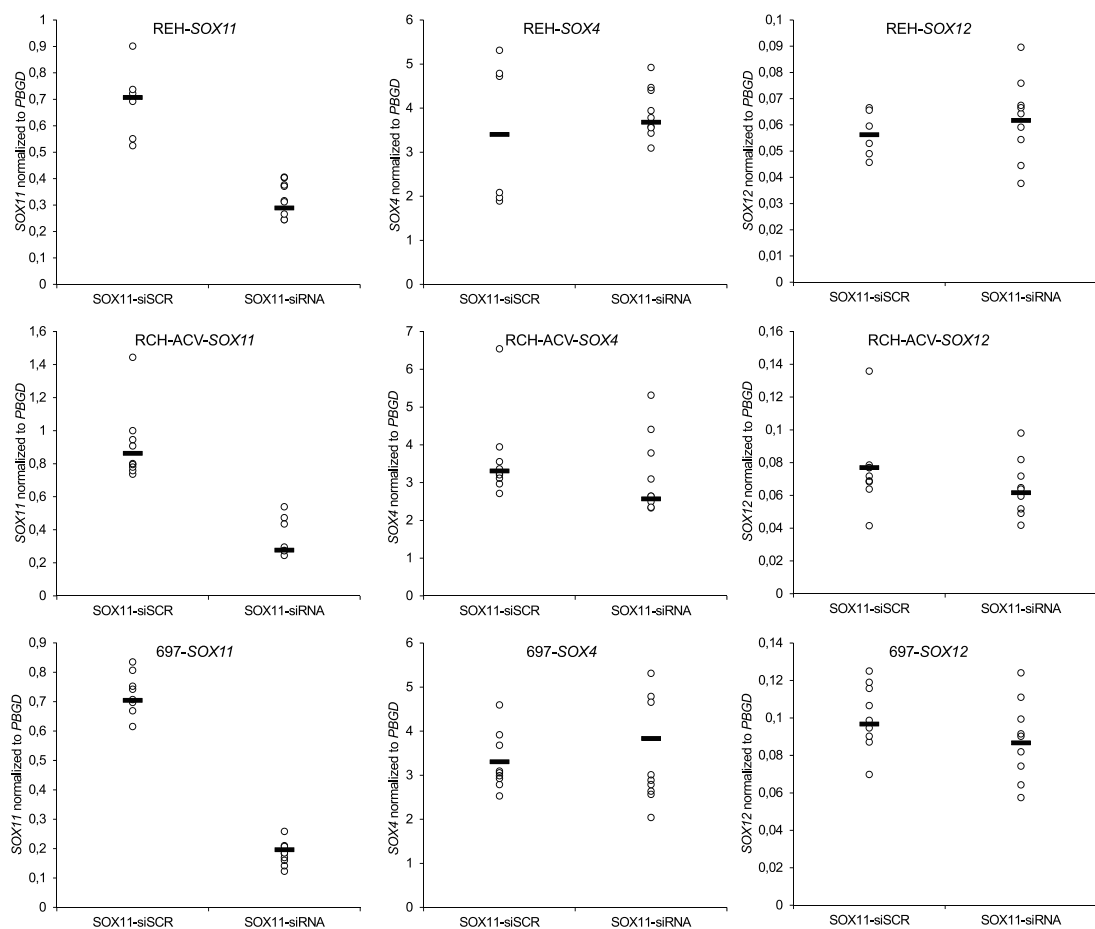 REH-SOX11
SOX11 normalized to PBGD
1
0,9
0,8
0,7
0,6
0,5
0,4
0,3
0,2
0,1
0
SOX11-siSCR
SOX11-siRNA
REH-SOX4
SOX4 normalized to PBGD
6
5
4
3
2
1
0
SOX11-siSCR
SOX11-siRNA
REH-SOX12
SOX12 normalized to PBGD
0,1
0,09
0,08
0,07
0,06
0,05
0,04
0,03
0,02
0,01
0
SOX11-siSCR
SOX11-siRNA
RCH-ACV-SOX11
SOX11 normalized to PBGD
1,6
1,4
1,2
1
0,8
0,6
0,4
0,2
0
SOX11-siSCR
SOX11-siRNA
RCH-ACV-SOX4
SOX4 normalized to PBGD
7
6
5
4
3
2
1
0
SOX11-siSCR
SOX11-siRNA
RCH-ACV-SOX12
SOX12 normalized to PBGD
0,16
0,14
0,12
0,1
0,08
0,06
0,04
0,02
0
SOX11-siSCR
SOX11-siRNA
697-SOX11
SOX11 normalized to PBGD
0,9
0,8
0,7
0,6
0,5
0,4
0,3
0,2
0,1
0
SOX11-siSCR
SOX11-siRNA
697-SOX4
SOX4 normalized to PBGD
6
5
4
3
2
1
0
SOX11-siSCR
SOX11-siRNA
697-SOX12
SOX12 normalized to PBGD
0,14
0,12
0,1
0,08
0,06
0,04
0,02
0
SOX11-siSCR
SOX11-siRNA